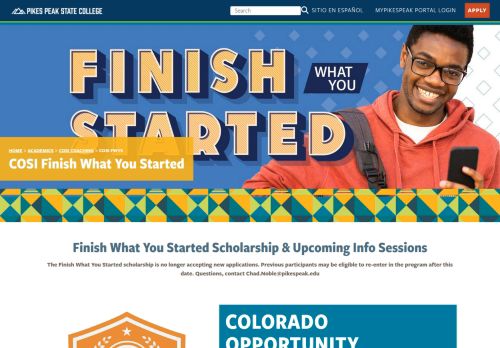 PIKES PEAK STATE COLLEGE
Search
SITIO EN ESPAÑOL
MYPIKESPEAK PORTAL LOGIN
APPLY
FINISH
WHAT
YOU
STARTED
HOME > ACADEMICS > COSI COACHING > COSI FWYS
COSI Finish What You Started
Finish What You Started Scholarship & Upcoming Info Sessions
The Finish What You Started scholarship is no longer accepting new applications. Previous participants may be eligible to re-enter in the program after this
date. Questions, contact Chad.Noble@pikespeak.edu
COLORADO
OPPORTUNITY